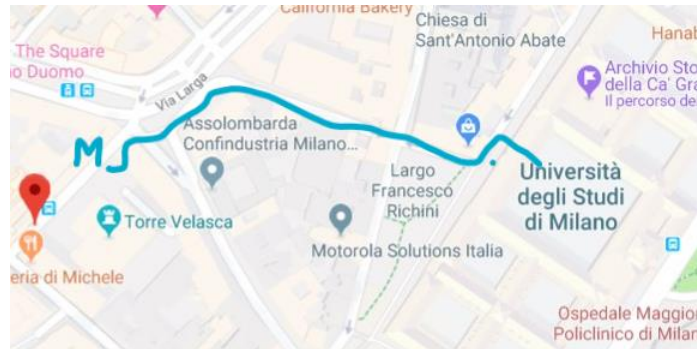 California Bakery
Chiesa di
Sant'Antonio Abate
Hanab
The Square
o Duomo
Archivio Sto
della Ca' Gra
Il percorso de
Via Larga
Assolombarda
Confindustria Milano...
M
Largo
Francesco
Richini
Università
degli Studi
di Milano
Torre Velasca
Motorola Solutions Italia
eria di Michele
Ospedale Maggior
Policlinico di Milan